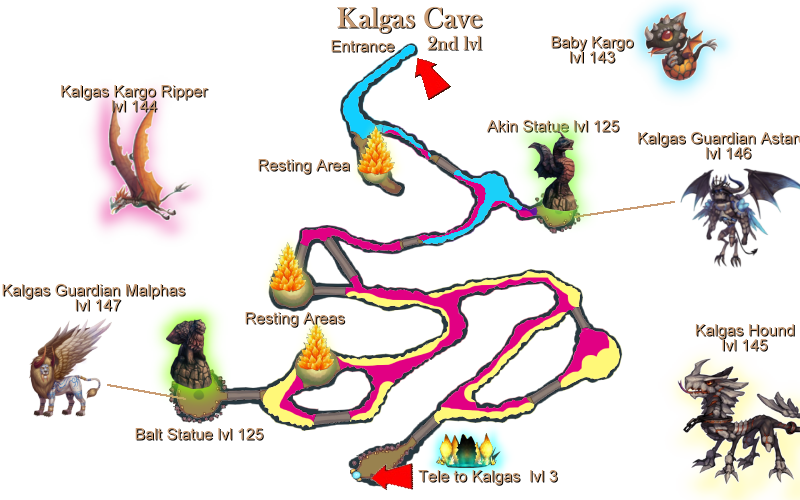 Kalgas Cave
Entrance 2nd lvl
Baby Kargo
lvl 143
Kalgas Kargo Ripper
lvl 144
Akin Statue lvl 125
Kalgas Guardian Astaro
lvl 146
Resting Area
Kalgas Guardian Malphas
lvl 147
Resting Areas
Kalgas Hound
lvl 145
Balt Statue lvl 125
Tele to Kalgas lvl 3